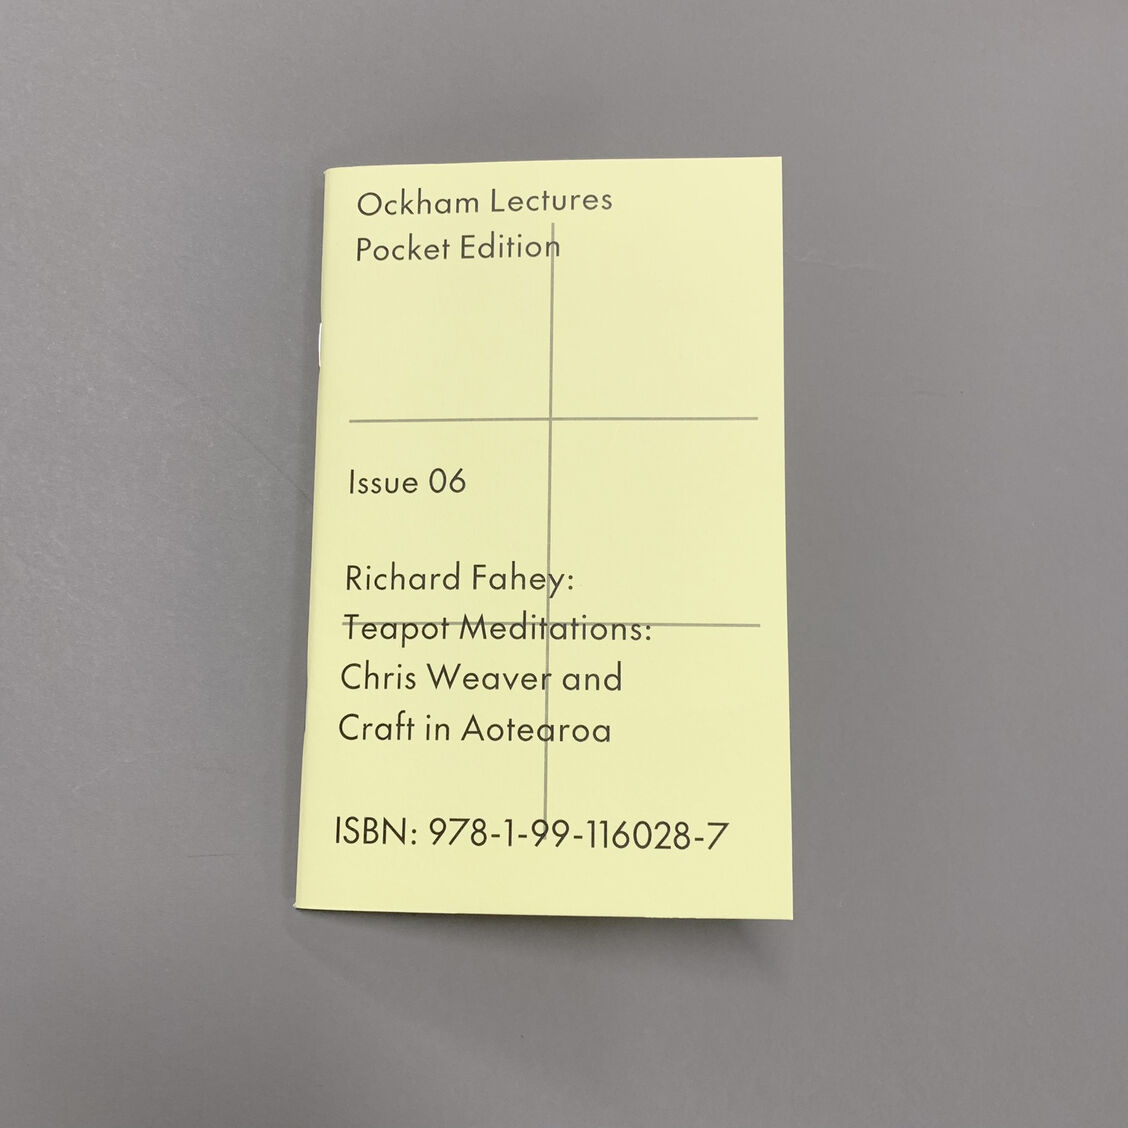 Ockham Lectures
Pocket Edition
Issue 06
Richard Fahey:
Teapot Meditations:
Chris Weaver and
Craft in Aotearoa
ISBN: 978-1-99-116028-7